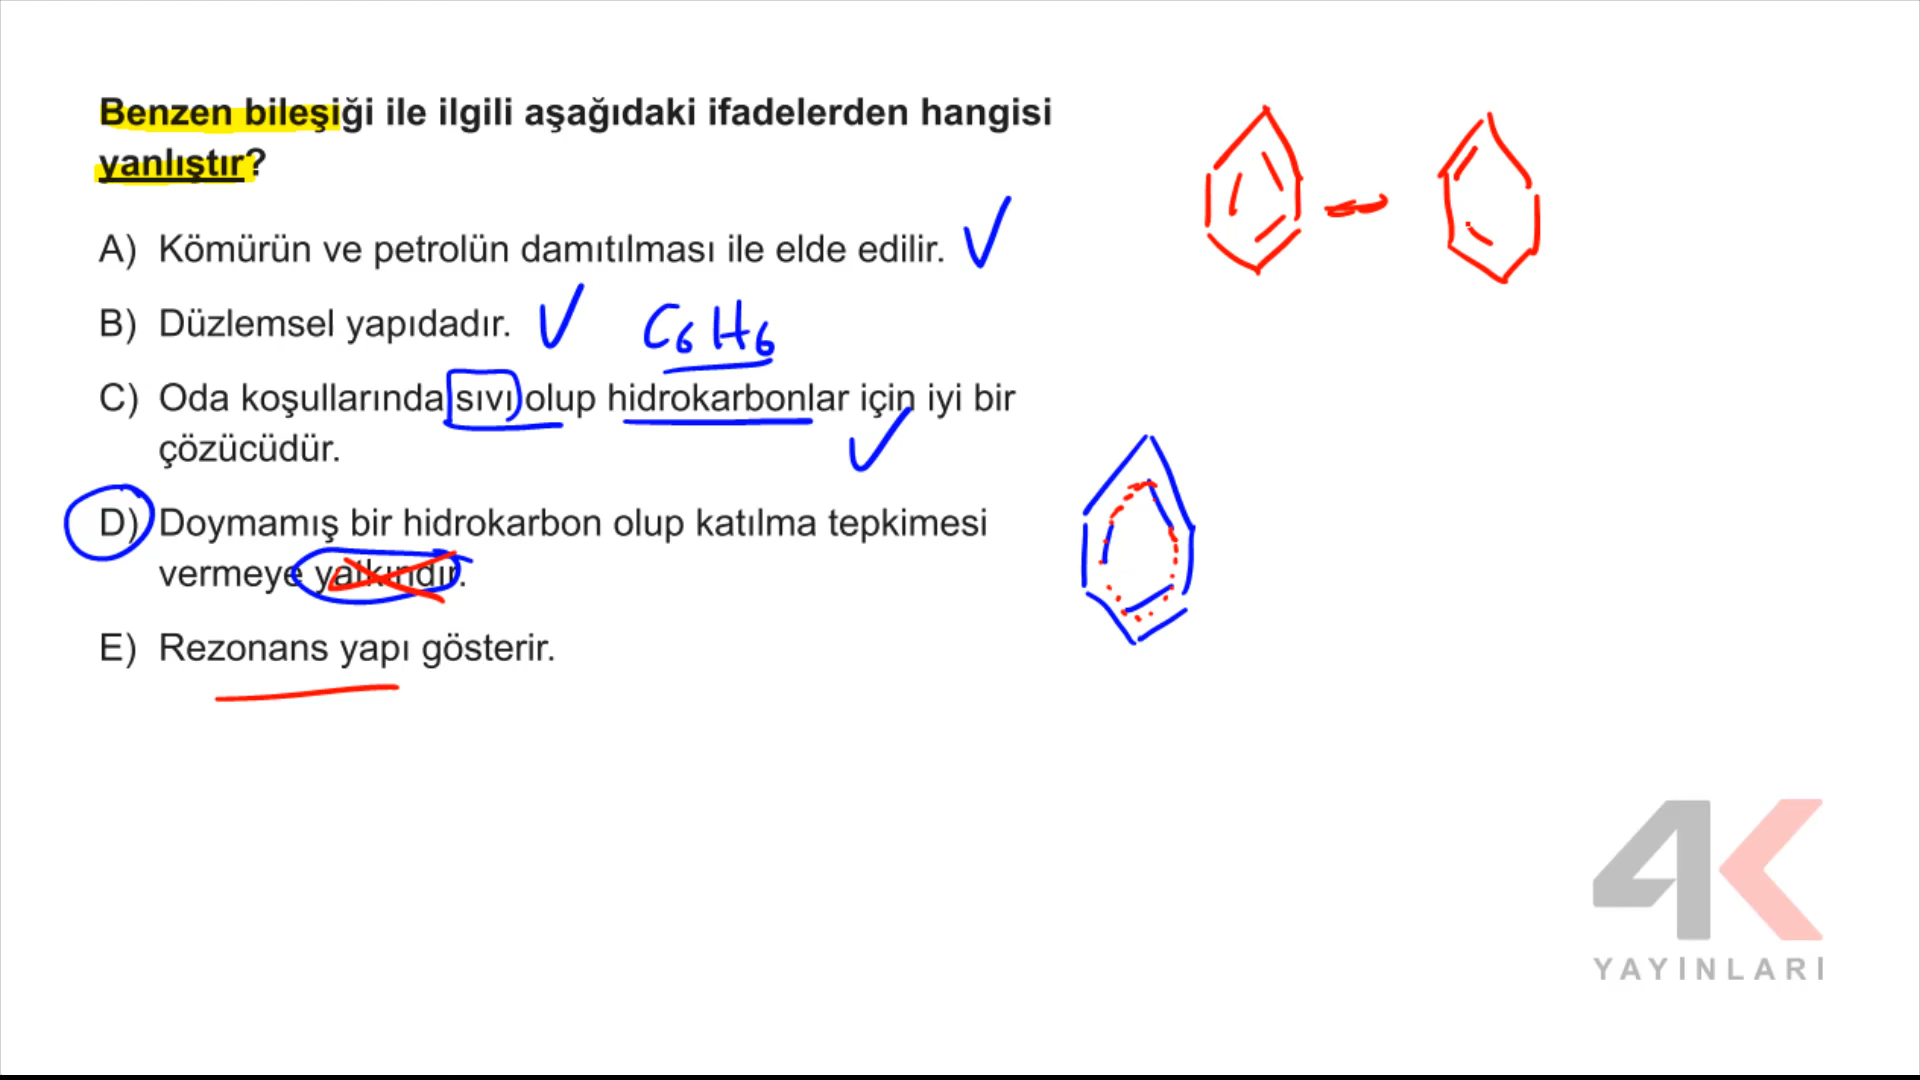 Benzen bileşiği ile ilgili aşağıdaki ifadelerden hangisi
yanlıştır?
A) Kömürün ve petrolün damıtılması ile elde edilir.
B) Düzlemsel yapıdadır.
C6H6
C) Oda koşullarında sıvı olup hidrokarbonlar için iyi bir
çözücüdür.
D) Doymamış bir hidrokarbon olup katılma tepkimesi
vermeye yatkındır.
E) Rezonans yapı gösterir.
4K
YAYINLARI